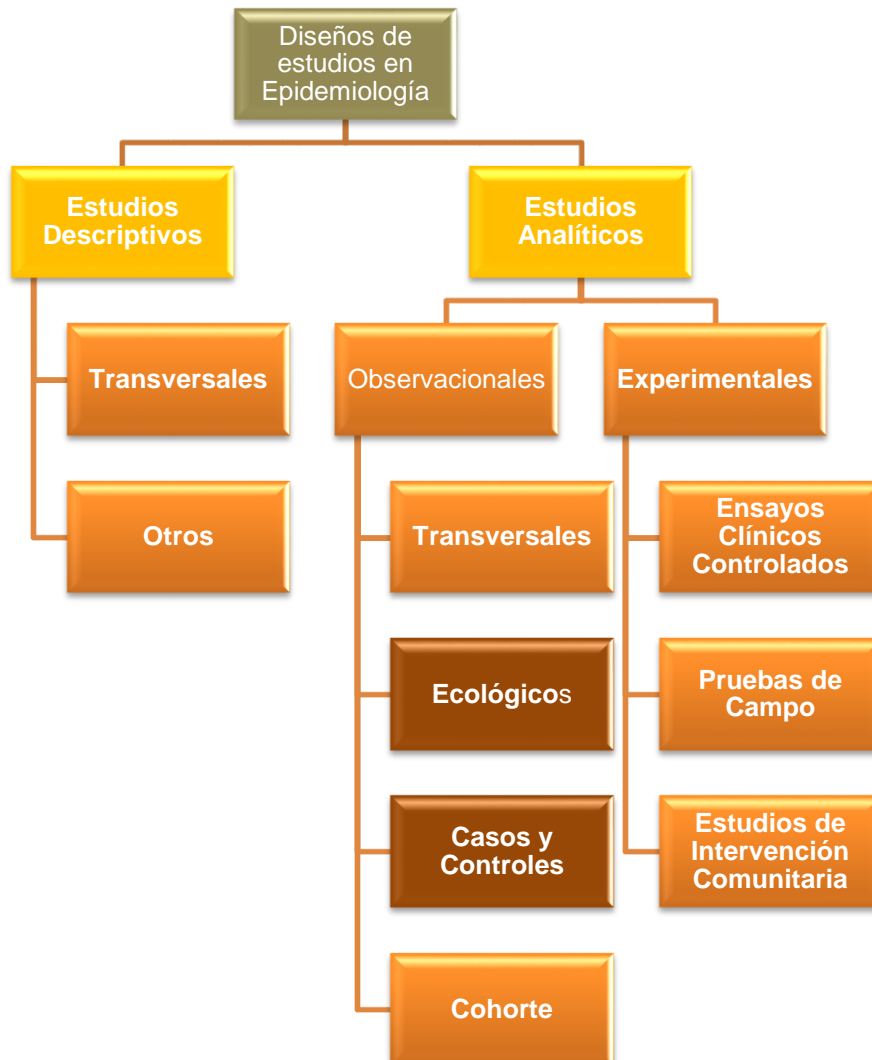 Diseños de
estudios en
Epidemiología
Estudios
Descriptivos
Estudios
Analíticos
Transversales
Otros
Observacionales
Experimentales
Transversales
Ecológicos
Casos y
Controles
Cohorte
Ensayos
Clínicos
Controlados
Pruebas de
Campo
Estudios de
Intervención
Comunitaria